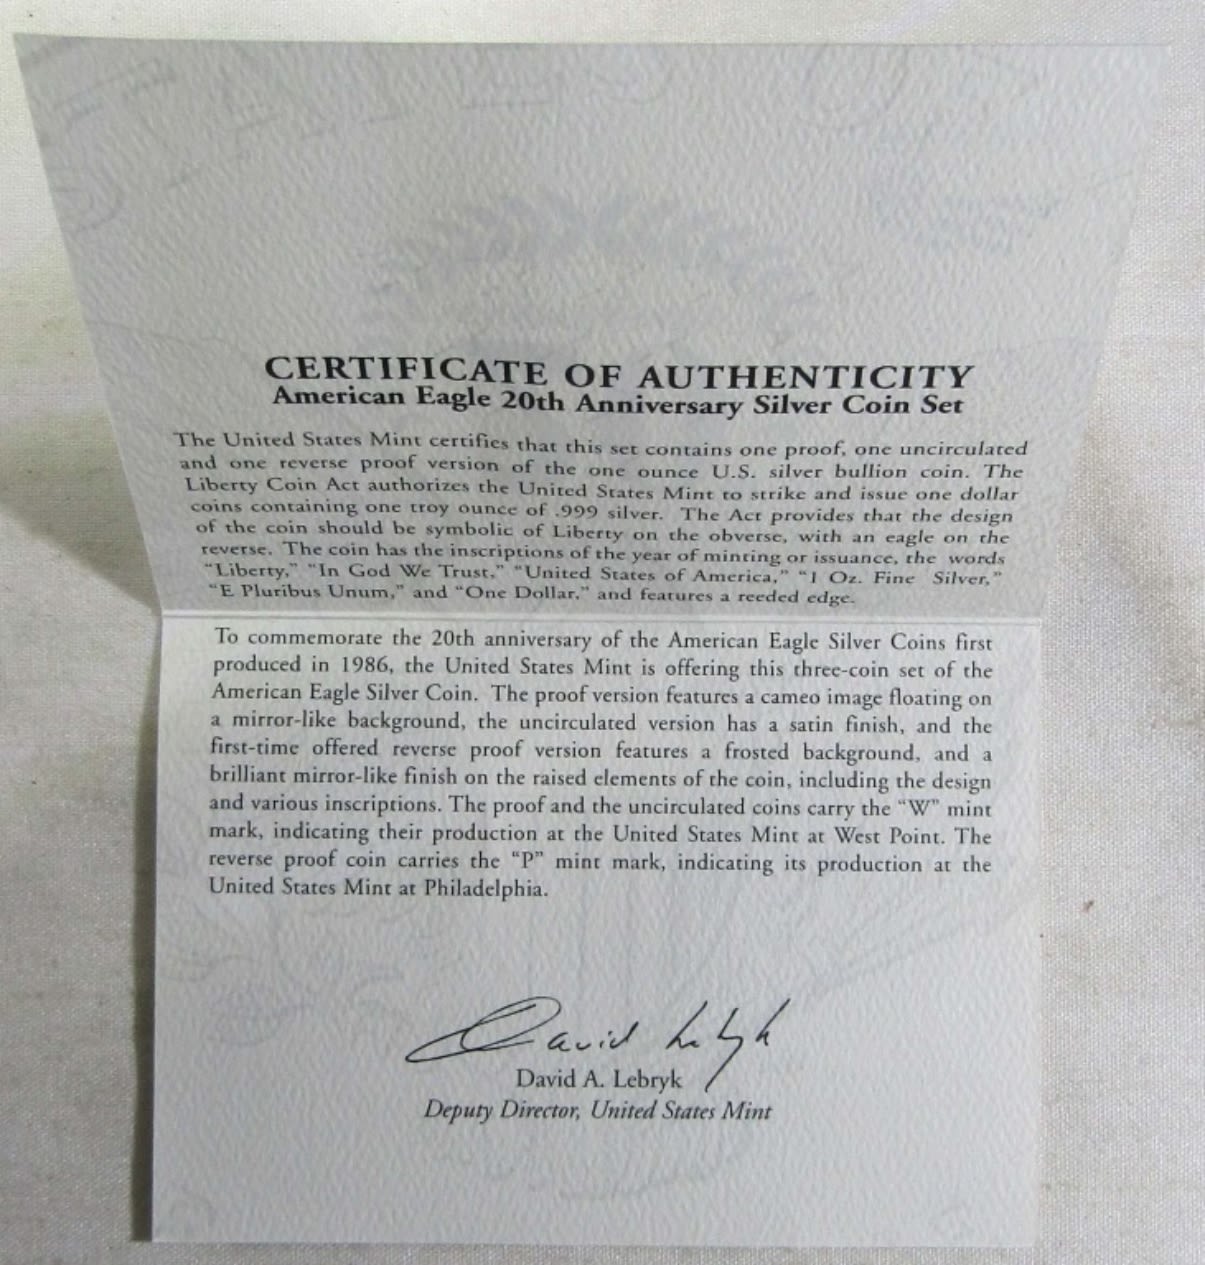 CERTIFICATE OF AUTHENTICITY
American Eagle 20th Anniversary Silver Coin Set
The United States Mint certifies that this set contains one proof, one uncirculated
and one reverse proof version of the one ounce U.S. silver bullion coin. The
Liberty Coin Act authorizes the United States Mint to strike and issue one dollar
coins containing one troy ounce of .999 silver. The Act provides that the design
of the coin should be symbolic of Liberty on the obverse, with an eagle on the
reverse. The coin has the inscriptions of the year of minting or issuance, the words
“Liberty,” “In God We Trust,” “United States of America,” “1 Oz. Fine Silver,”
“E Pluribus Unum,” and “One Dollar,” and features a reeded edge.
To commemorate the 20th anniversary of the American Eagle Silver Coins first
produced in 1986, the United States Mint is offering this three-coin set of the
American Eagle Silver Coin. The proof version features a cameo image floating on
a mirror-like background, the uncirculated version has a satin finish, and the
first-time offered reverse proof version features a frosted background, and a
brilliant mirror-like finish on the raised elements of the coin, including the design
and various inscriptions. The proof and the uncirculated coins carry the “W” mint
mark, indicating their production at the United States Mint at West Point. The
reverse proof coin carries the “P” mint mark, indicating its production at the
United States Mint at Philadelphia.
David Lebryk
David A. Lebryk
Deputy Director, United States Mint